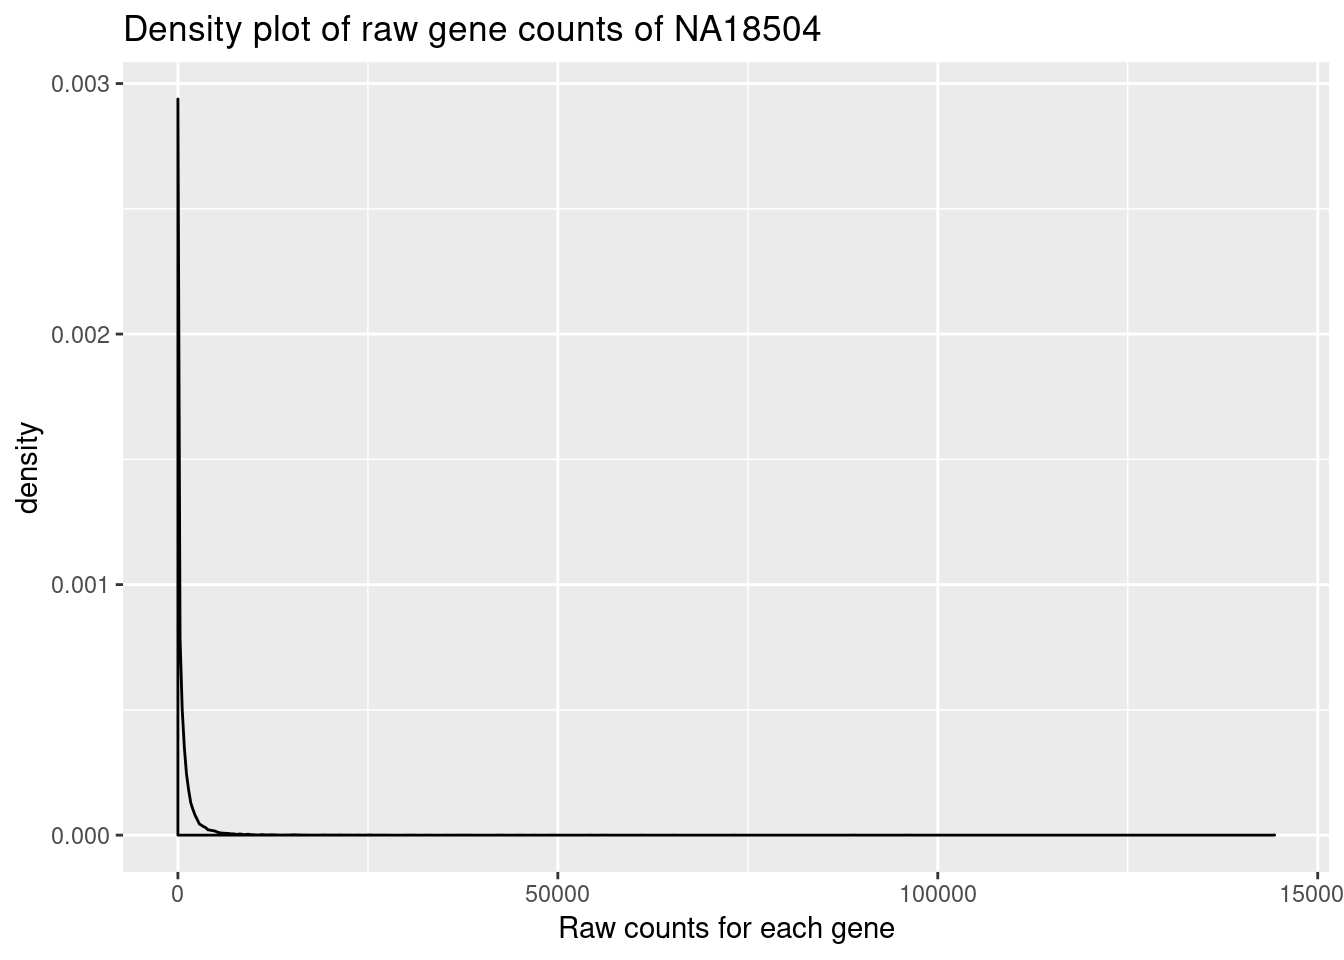 Density plot of raw gene counts of NA18504
0.003
0.002
0.001
0.000
density
0
50000
100000
15000
Raw counts for each gene